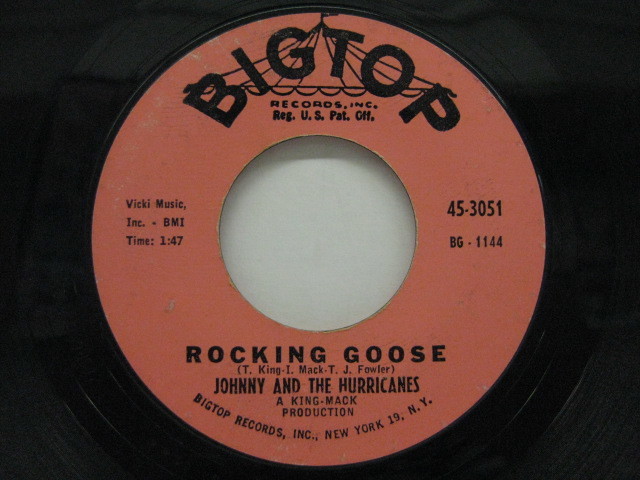 BIGTOP
RECORDS, INC.
Reg. U. S. Pat. Off.
Vicki Music,
Inc. - BMI
Time: 1:47
45-3051
BG - 1144
ROCKING GOOSE
(T. King-I. Mack-T. J. Fowler)
JOHNNY AND THE HURRICANES
A KING-MACK
PRODUCTION
BIGTOP RECORDS, INC., NEW YORK 19, N. Y.